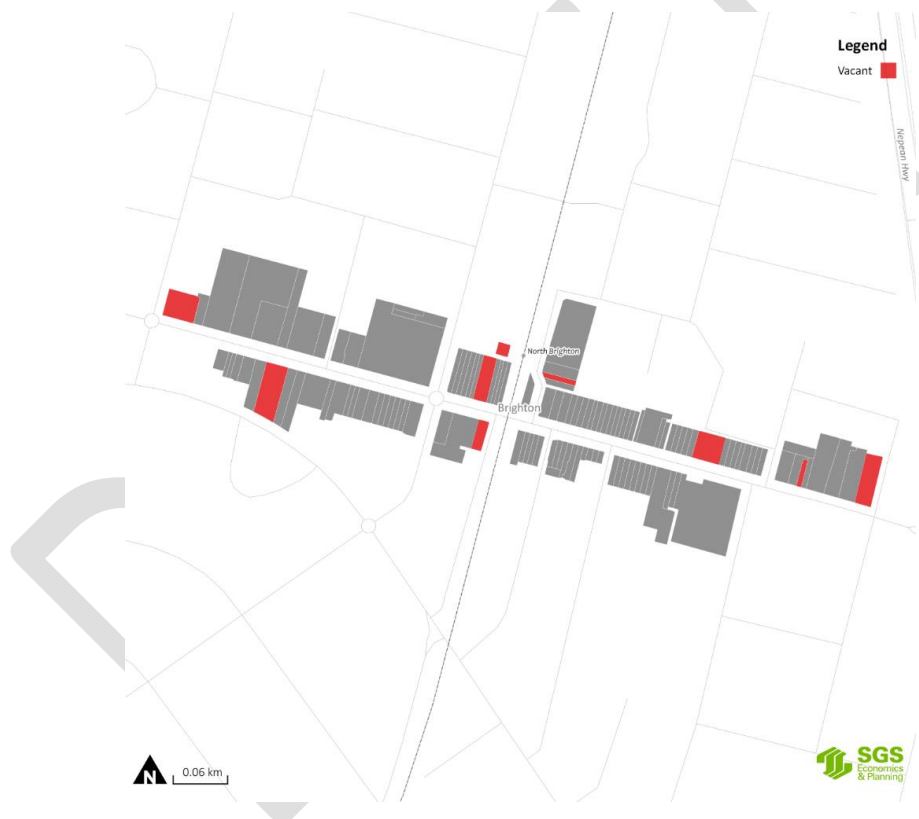 Legend
Vacant
Nepean Hwy
North Brighton
Brighton
N
0.06 km
SGS
Economics
& Planning